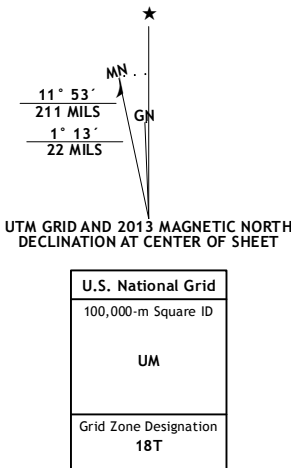 ★
MN
GN
11° 53´
211 MILS
1° 13´
22 MILS
UTM GRID AND 2013 MAGNETIC NORTH
DECLINATION AT CENTER OF SHEET
U.S. National Grid
100,000-m Square ID
UM
Grid Zone Designation
18T